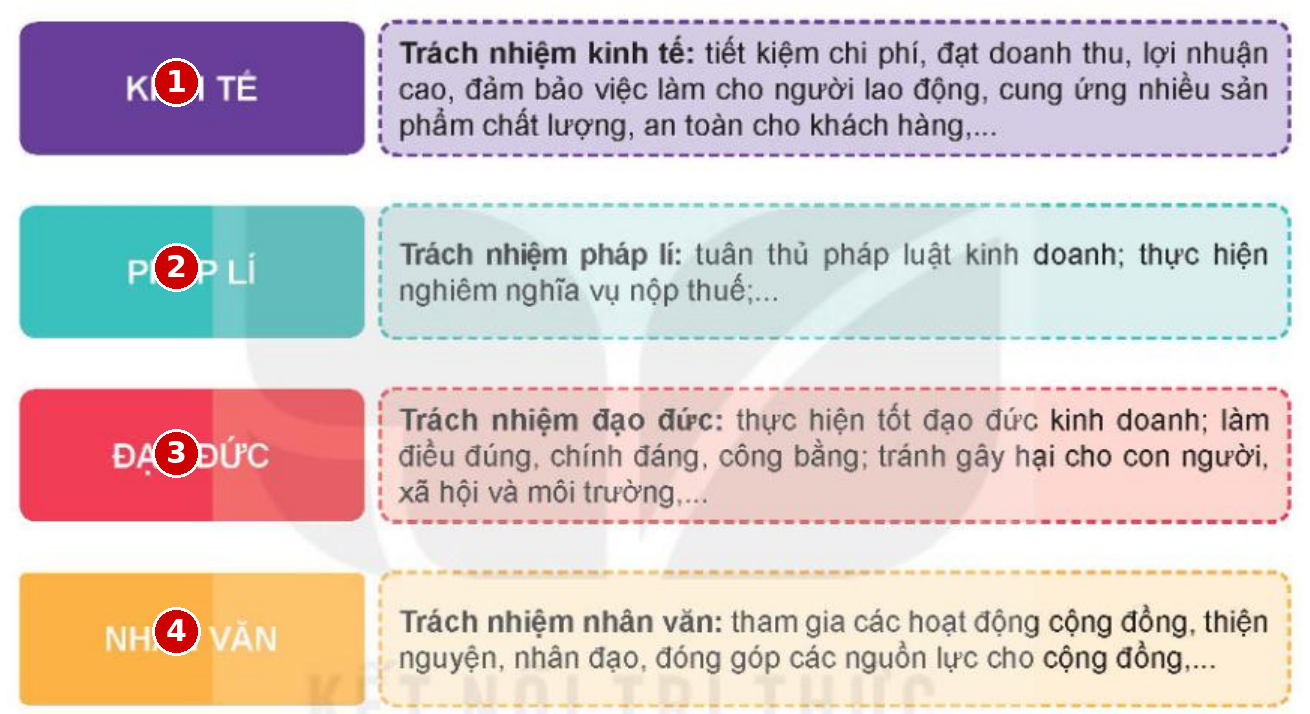 1
TẾ
Trách nhiệm kinh tế: tiết kiệm chi phí, đạt doanh thu, lợi nhuận
cao, đảm bảo việc làm cho người lao động, cung ứng nhiều sản
phẩm chất lượng, an toàn cho khách hàng,...
2
LÍ
Trách nhiệm pháp lí: tuân thủ pháp luật kinh doanh; thực hiện
nghiêm nghĩa vụ nộp thuế;...
3
ĐỨC
Trách nhiệm đạo đức: thực hiện tốt đạo đức kinh doanh; làm
điều đúng, chính đáng, công bằng; tránh gây hại cho con người,
xã hội và môi trường,...
4
VĂN
Trách nhiệm nhân văn: tham gia các hoạt động cộng đồng, thiện
nguyện, nhân đạo, đóng góp các nguồn lực cho cộng đồng,...
KẾT NỐI TRI THỨC